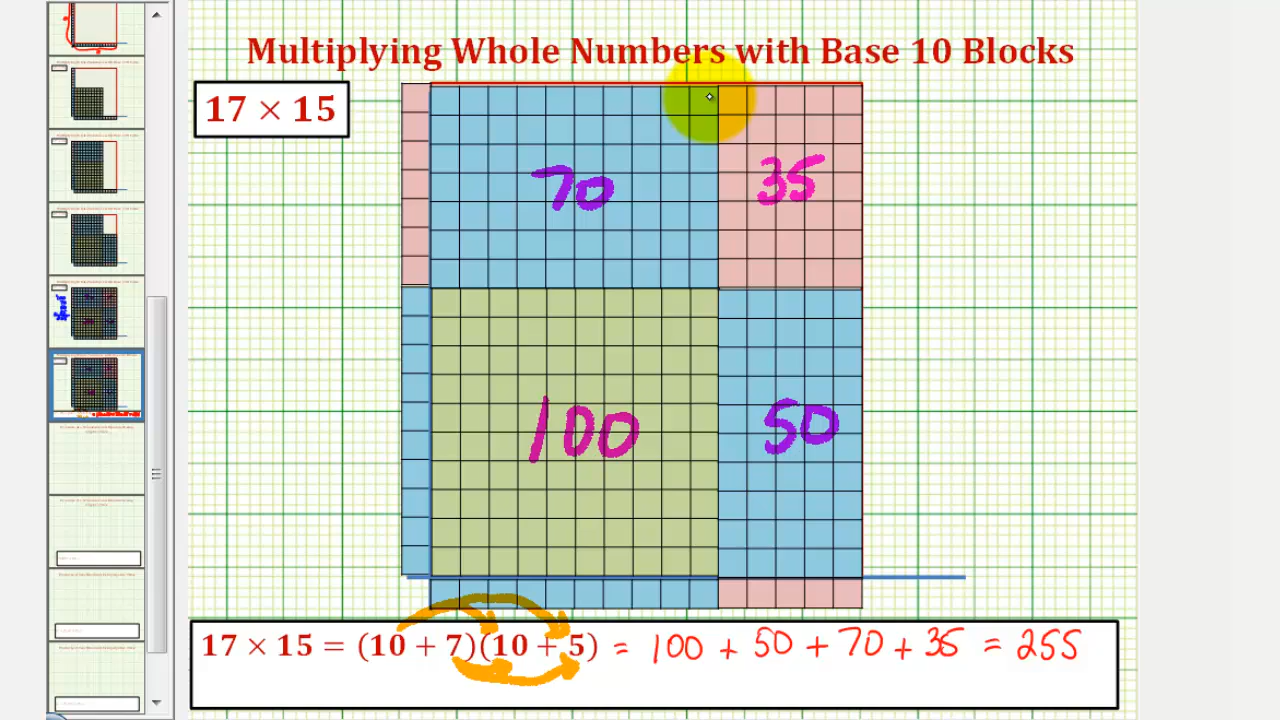 Multiplying Whole Numbers with Base 10 Blocks
17 × 15
70
35
100
50
17 × 15 = (10 + 7)(10 + 5) = 100 + 50 + 70 + 35 = 255